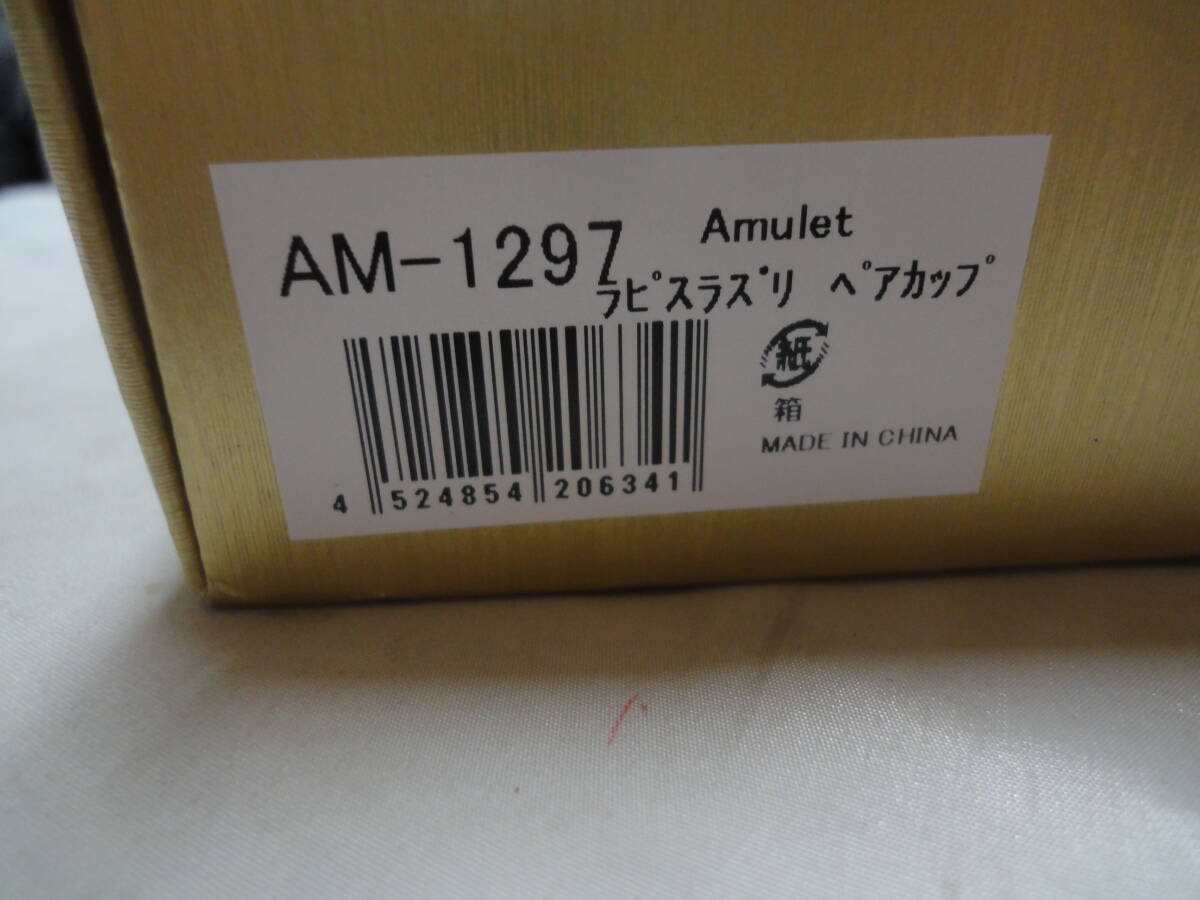 AM-1297 Amulet
ﾗﾋﾟｽﾗｽﾞﾘ ﾍﾟｱｶｯﾌﾟ
紙
箱
MADE IN CHINA
4 524854 206341